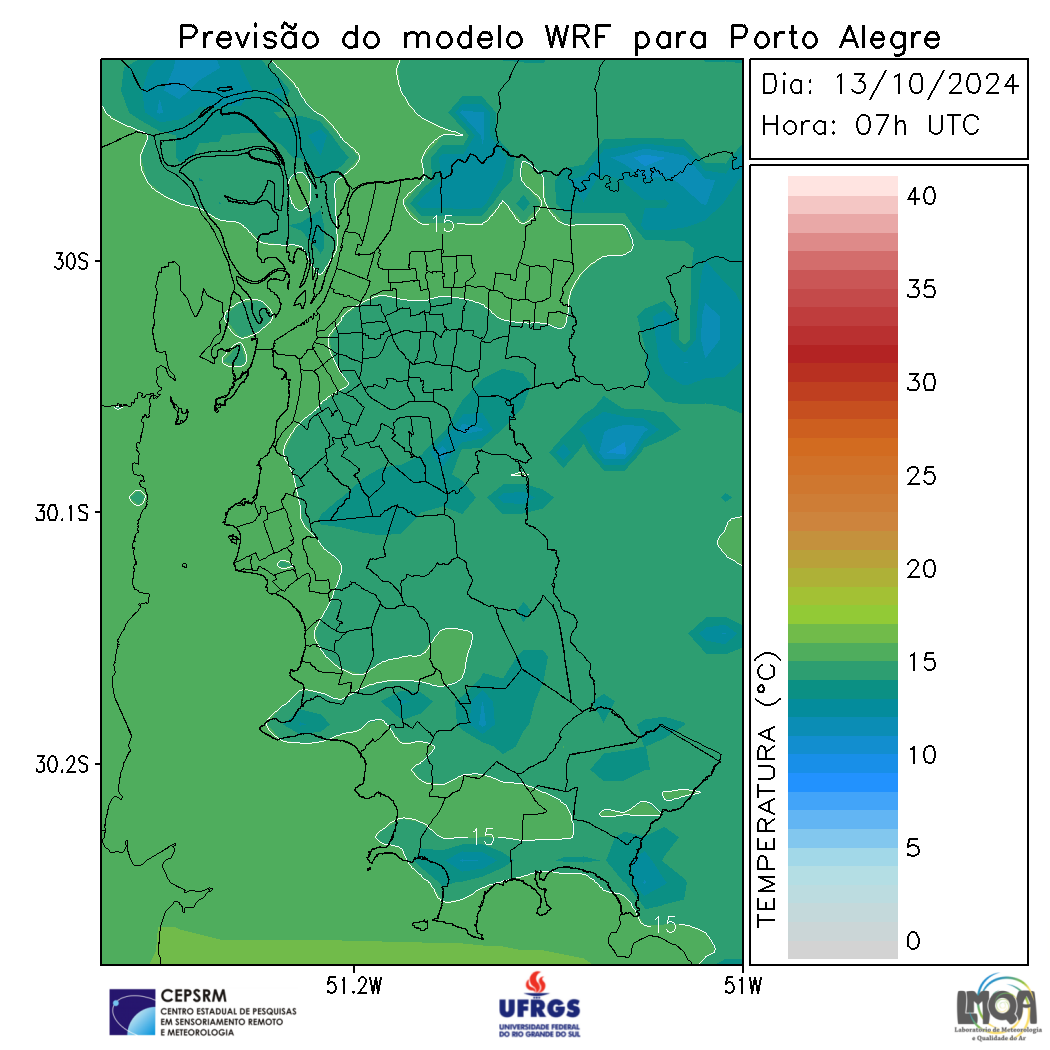 Previsão do modelo WRF para Porto Alegre
Dia: 13/10/2024
Hora: 07h UTC
40
35
30
25
20
15
10
5
0
TEMPERATURA (°C)
30S
30.1S
30.2S
51.2W
51W
15
15
15
CEPSRM
CENTRO ESTADUAL DE PESQUISAS
EM SENSORIAMENTO REMOTO
E METEOROLOGIA
UFRGS
UNIVERSIDADE FEDERAL
DO RIO GRANDE DO SUL
LMQA
Laboratório de Meteorologia
e Qualidade do Ar